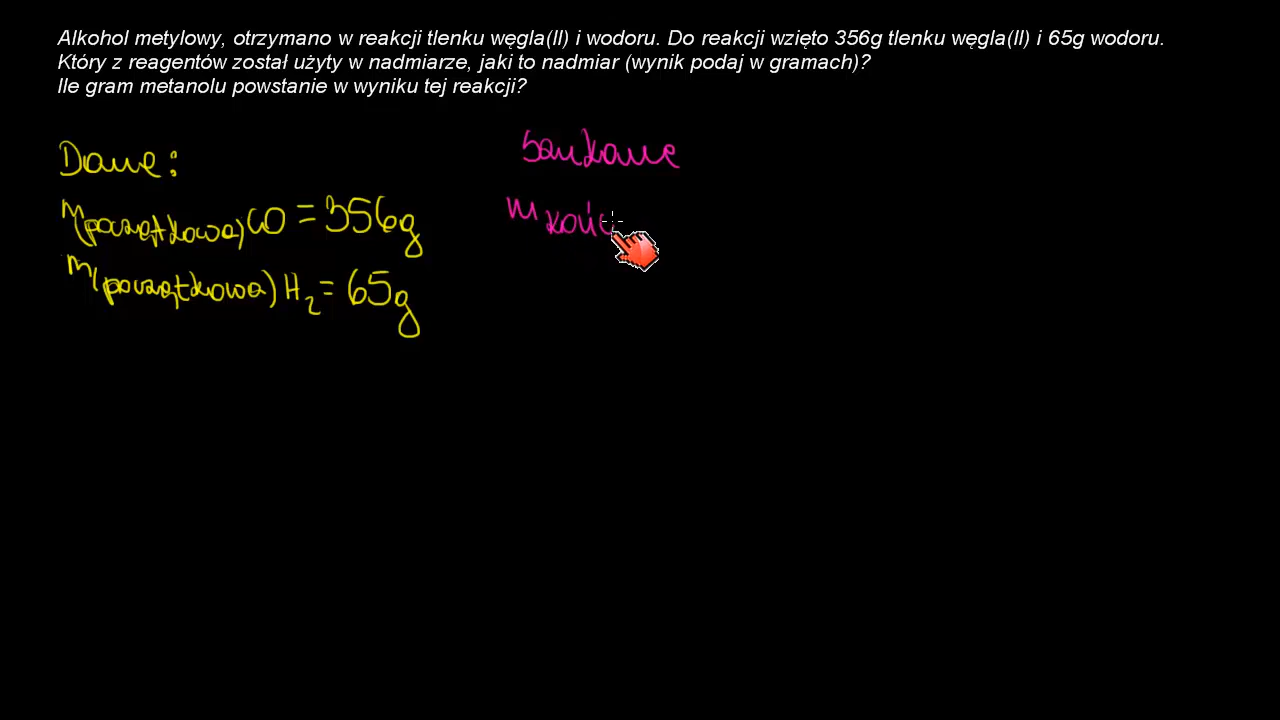 Alkohol metylowy, otrzymano w reakcji tlenku węgla(II) i wodoru. Do reakcji wzięto 356g tlenku węgla(II) i 65g wodoru.
Który z reagentów został użyty w nadmiarze, jaki to nadmiar (wynik podaj w gramach)?
Ile gram metanolu powstanie w wyniku tej reakcji?
Dane: Szukane
m(początkowa) CO = 356g m końc
m(początkowa) H2 = 65g